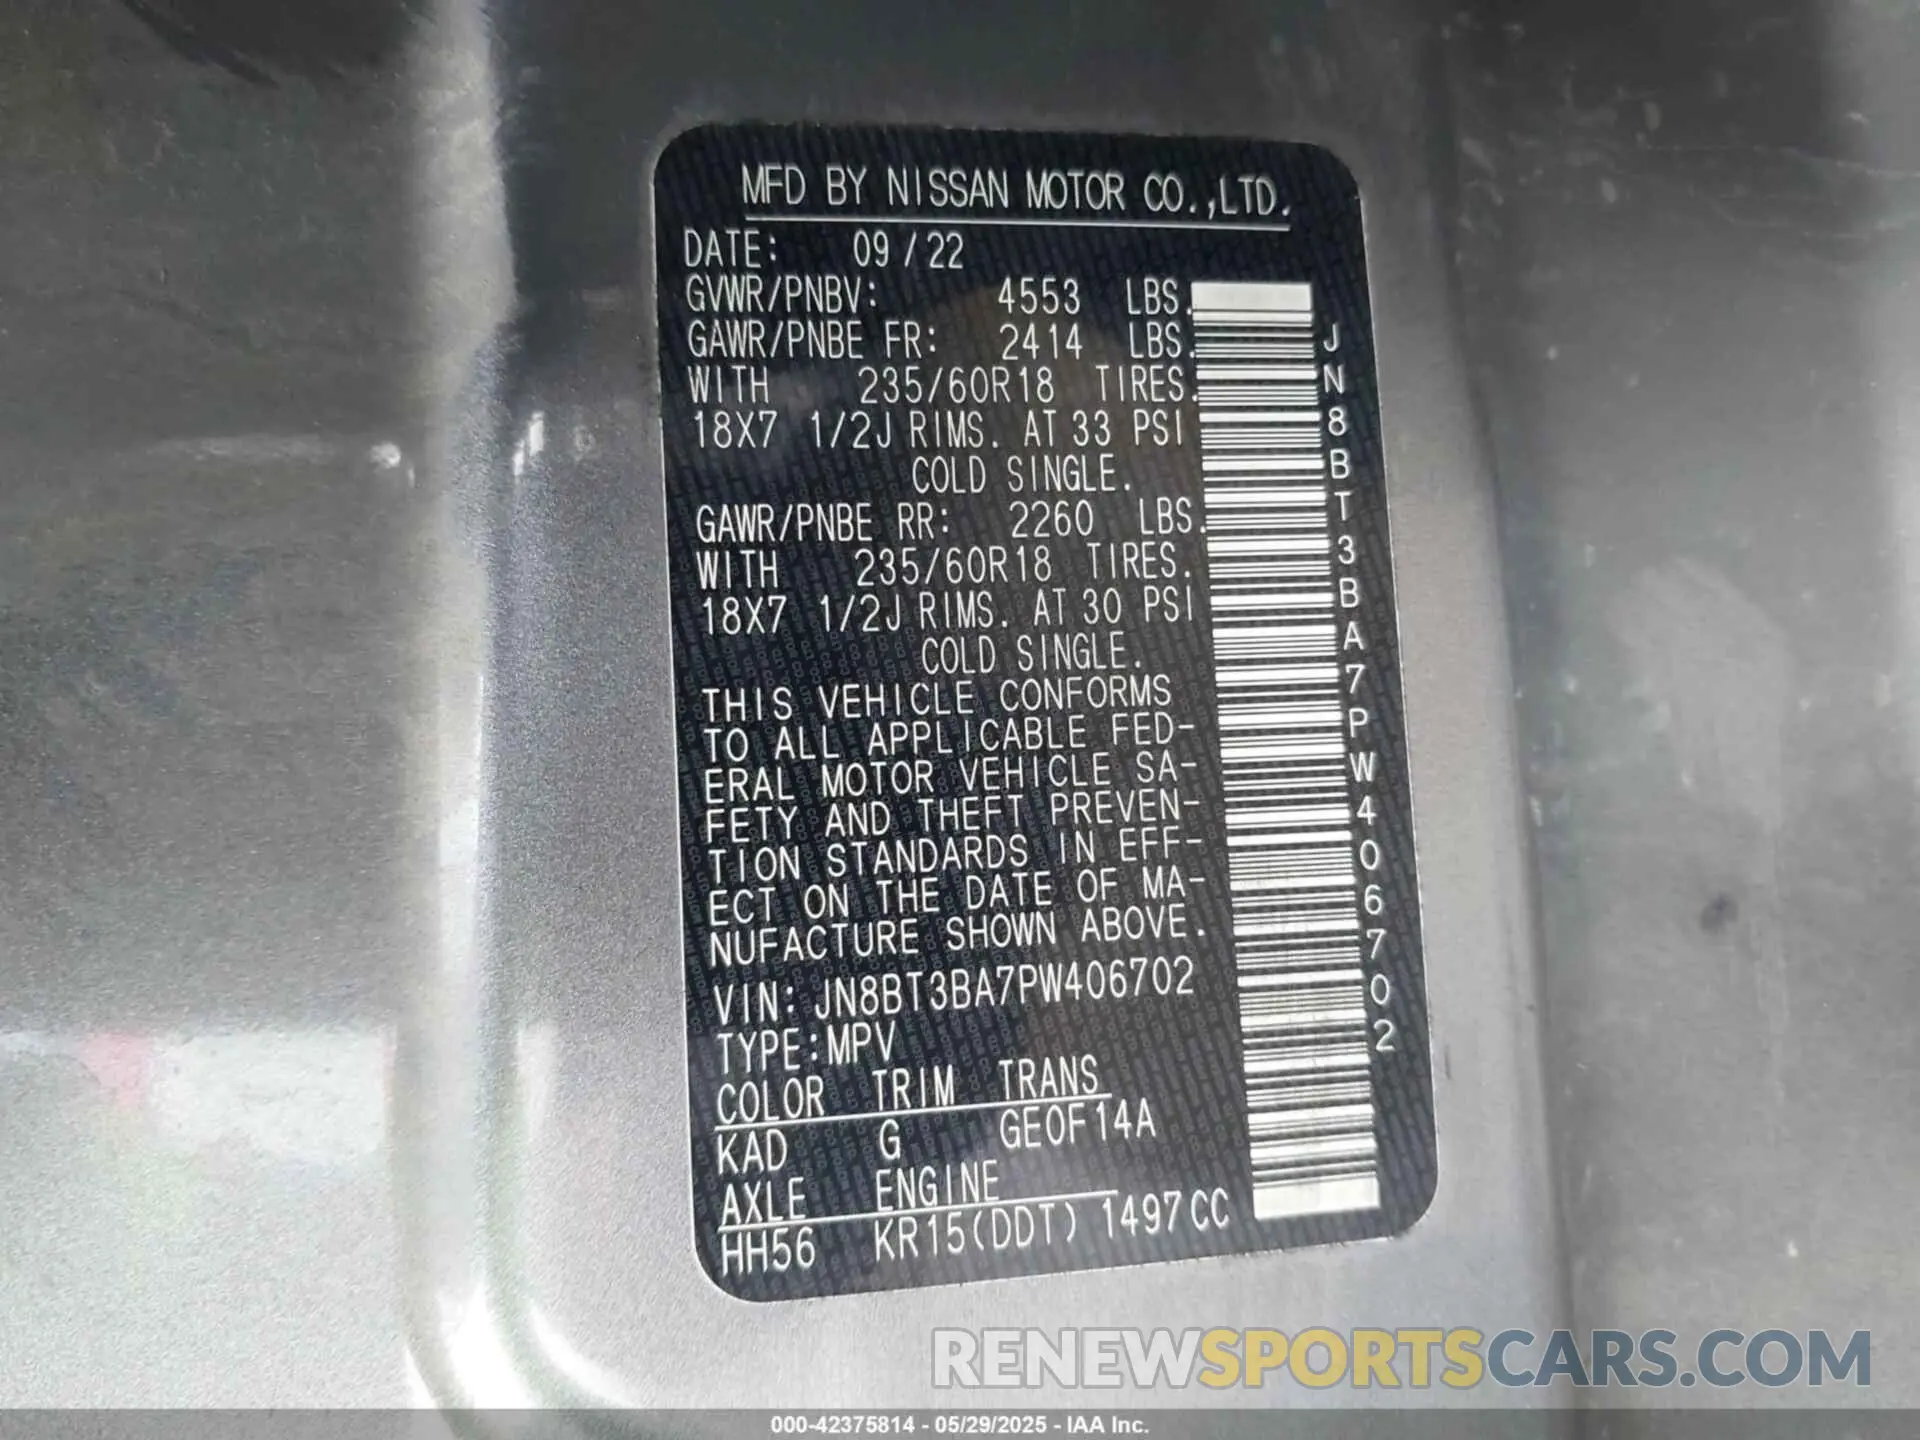 MFD BY NISSAN MOTOR CO.,LTD.
DATE: 09/22
GVWR/PNBV: 4553 LBS.
GAWR/PNBE FR: 2414 LBS.
WITH 235/60R18 TIRES.
18X7 1/2J RIMS. AT 33 PSI
COLD SINGLE.
GAWR/PNBE RR: 2260 LBS.
WITH 235/60R18 TIRES.
18X7 1/2J RIMS. AT 30 PSI
COLD SINGLE.
THIS VEHICLE CONFORMS
TO ALL APPLICABLE FED-
ERAL MOTOR VEHICLE SA-
FETY AND THEFT PREVEN-
TION STANDARDS IN EFF-
ECT ON THE DATE OF MA-
NUFACTURE SHOWN ABOVE.
VIN: JN8BT3BA7PW406702
TYPE:MPV
COLOR TRIM TRANS
KAD G GE0F14A
AXLE ENGINE
HH56 KR15(DDT) 1497CC
JN8BT3BA7PW406702
RENEWSPORTSCARS.COM
000-42375814 - 05/29/2025 - IAA Inc.